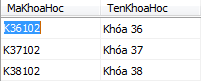 MaKhoaHoc TenKhoaHoc
K36102 Khóa 36
K37102 Khóa 37
K38102 Khóa 38